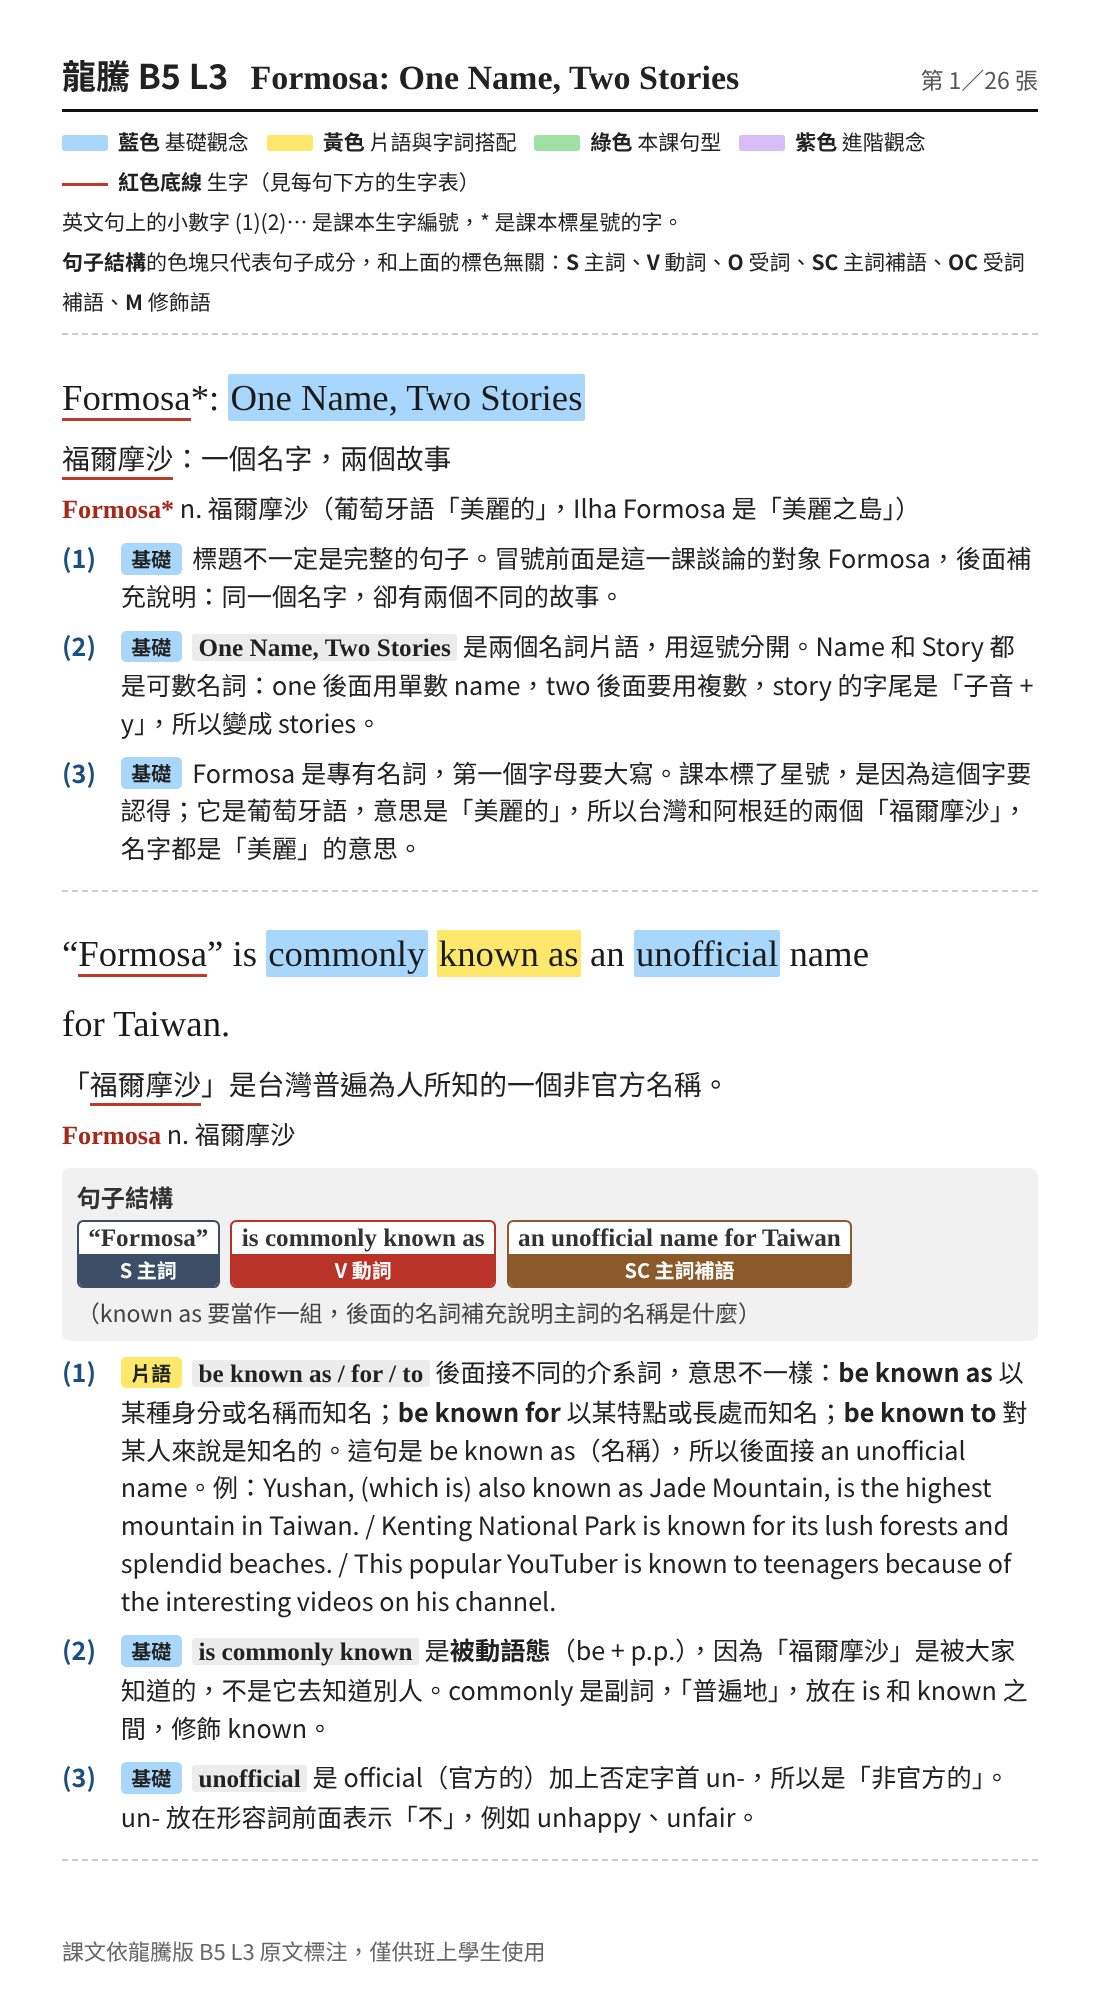 龍騰 B5 L3 Formosa: One Name, Two Stories 第 1／26 張
藍色 基礎觀念 黃色 片語與字詞搭配 綠色 本課句型 紫色 進階觀念
紅色底線 生字（見每句下方的生字表）
英文句上的小數字 (1)(2)⋯ 是課本生字編號，* 是課本標星號的字。
句子結構的色塊只代表句子成分，和上面的標色無關：S 主詞、V 動詞、O 受詞、SC 主詞補語、OC 受詞
補語、M 修飾語
Formosa*: One Name, Two Stories
福爾摩沙：一個名字，兩個故事
Formosa* n. 福爾摩沙（葡萄牙語「美麗的」，Ilha Formosa 是「美麗之島」）
(1) 基礎 標題不一定是完整的句子。冒號前面是這一課談論的對象 Formosa，後面補
充說明：同一個名字，卻有兩個不同的故事。
(2) 基礎 One Name, Two Stories 是兩個名詞片語，用逗號分開。Name 和 Story 都
是可數名詞：one 後面用單數 name，two 後面要用複數，story 的字尾是「子音 +
y」，所以變成 stories。
(3) 基礎 Formosa 是專有名詞，第一個字母要大寫。課本標了星號，是因為這個字要
認得；它是葡萄牙語，意思是「美麗的」，所以台灣和阿根廷的兩個「福爾摩沙」，
名字都是「美麗」的意思。
“Formosa” is commonly known as an unofficial name
for Taiwan.
「福爾摩沙」是台灣普遍為人所知的一個非官方名稱。
Formosa n. 福爾摩沙
句子結構
“Formosa” is commonly known as an unofficial name for Taiwan
S 主詞 V 動詞 SC 主詞補語
（known as 要當作一組，後面的名詞補充說明主詞的名稱是什麼）
(1) 片語 be known as / for / to 後面接不同的介系詞，意思不一樣：be known as 以
某種身分或名稱而知名；be known for 以某特點或長處而知名；be known to 對
某人來說是知名的。這句是 be known as（名稱），所以後面接 an unofficial
name。例：Yushan, (which is) also known as Jade Mountain, is the highest
mountain in Taiwan. / Kenting National Park is known for its lush forests and
splendid beaches. / This popular YouTuber is known to teenagers because of
the interesting videos on his channel.
(2) 基礎 is commonly known 是被動語態（be + p.p.），因為「福爾摩沙」是被大家
知道的，不是它去知道別人。commonly 是副詞，「普遍地」，放在 is 和 known 之
間，修飾 known。
(3) 基礎 unofficial 是 official（官方的）加上否定字首 un-，所以是「非官方的」。
un- 放在形容詞前面表示「不」，例如 unhappy、unfair。
課文依龍騰版 B5 L3 原文標注，僅供班上學生使用